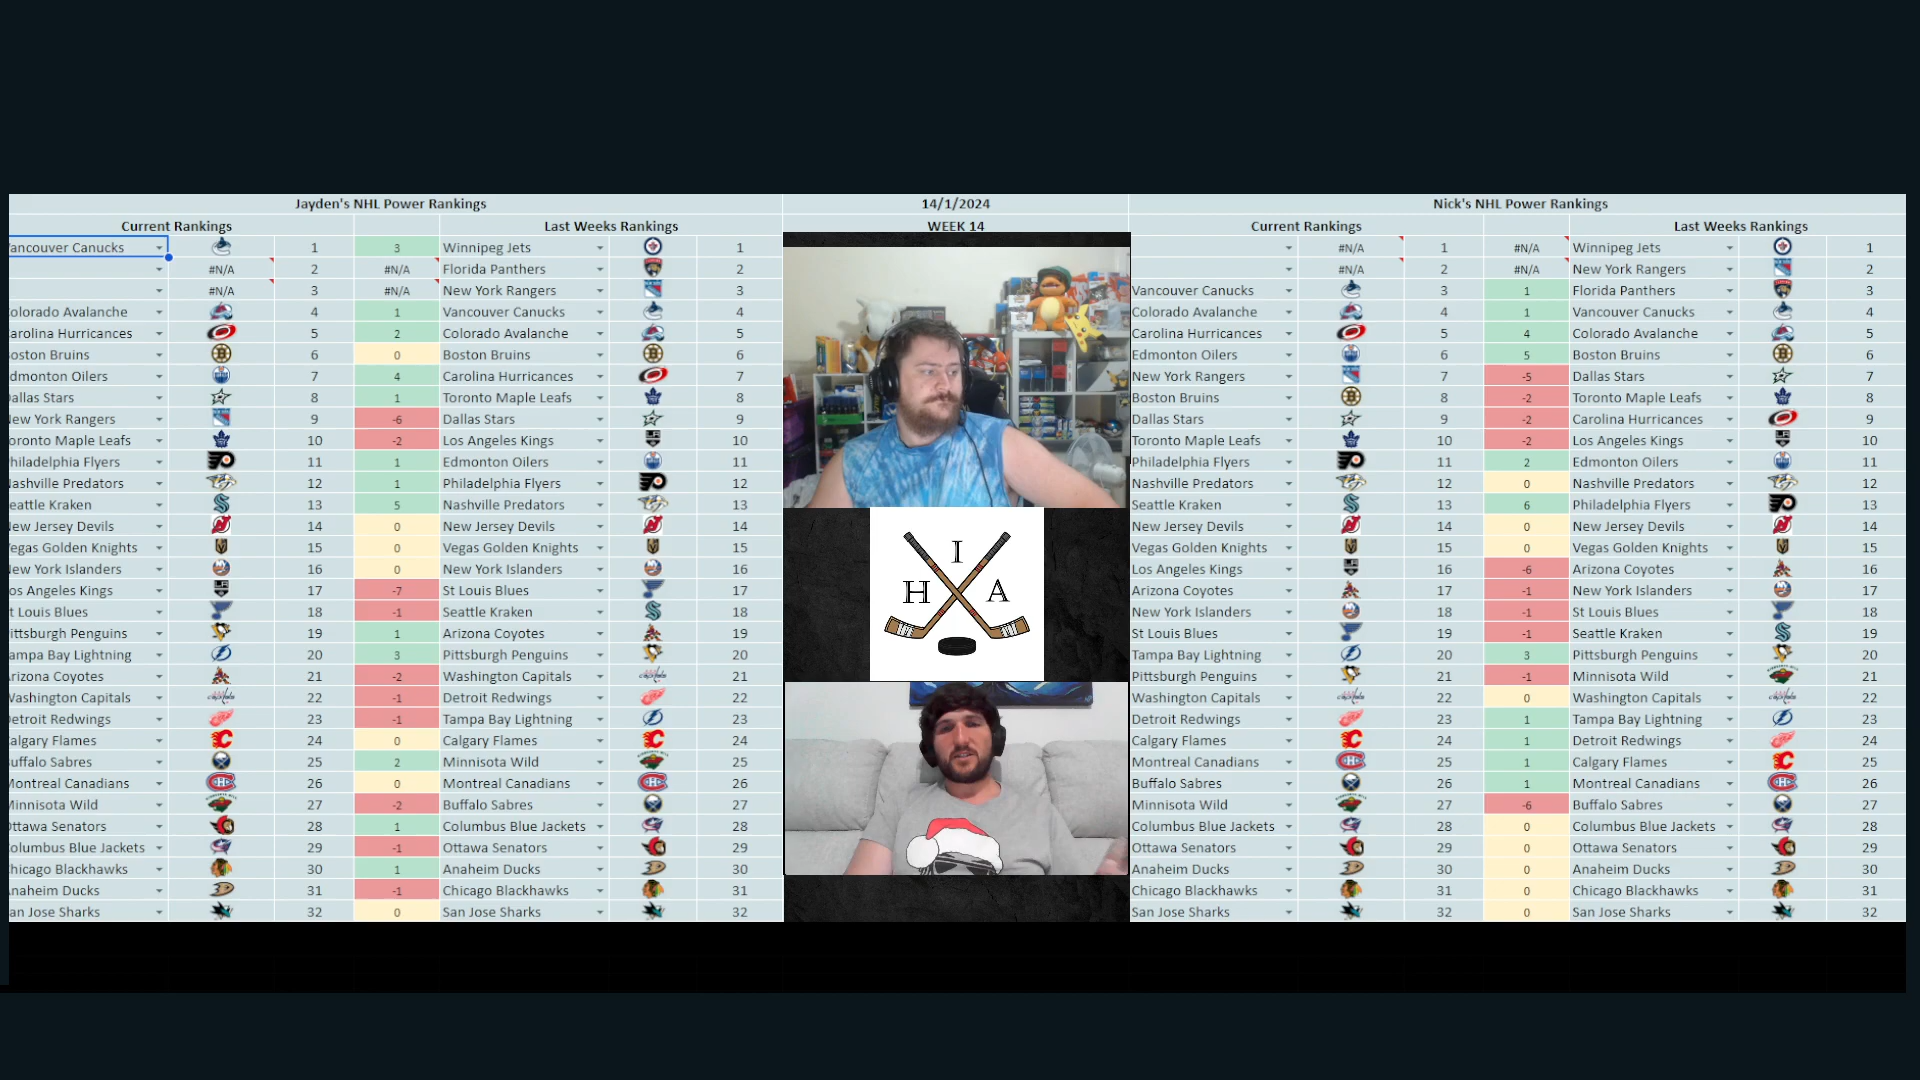 Jayden's NHL Power Rankings 14/1/2024 Nick's NHL Power Rankings
Current Rankings Last Weeks Rankings WEEK 14 Current Rankings Last Weeks Rankings
ancouver Canucks 1 3 Winnipeg Jets 1 #N/A 1 #N/A Winnipeg Jets 1
#N/A 2 #N/A Florida Panthers 2 #N/A 2 #N/A New York Rangers 2
#N/A 3 #N/A New York Rangers 3 Vancouver Canucks 3 1 Florida Panthers 3
olorado Avalanche 4 1 Vancouver Canucks 4 Colorado Avalanche 4 1 Vancouver Canucks 4
arolina Hurricances 5 2 Colorado Avalanche 5 Carolina Hurricances 5 4 Colorado Avalanche 5
oston Bruins 6 0 Boston Bruins 6 Edmonton Oilers 6 5 Boston Bruins 6
dmonton Oilers 7 4 Carolina Hurricances 7 New York Rangers 7 -5 Dallas Stars 7
allas Stars 8 1 Toronto Maple Leafs 8 Boston Bruins 8 -2 Toronto Maple Leafs 8
ew York Rangers 9 -6 Dallas Stars 9 Dallas Stars 9 -2 Carolina Hurricances 9
oronto Maple Leafs 10 -2 Los Angeles Kings 10 Toronto Maple Leafs 10 -2 Los Angeles Kings 10
hiladelphia Flyers 11 1 Edmonton Oilers 11 Philadelphia Flyers 11 2 Edmonton Oilers 11
ashville Predators 12 1 Philadelphia Flyers 12 Nashville Predators 12 0 Nashville Predators 12
eattle Kraken 13 5 Nashville Predators 13 Seattle Kraken 13 6 Philadelphia Flyers 13
ew Jersey Devils 14 0 New Jersey Devils 14 New Jersey Devils 14 0 New Jersey Devils 14
egas Golden Knights 15 0 Vegas Golden Knights 15 Vegas Golden Knights 15 0 Vegas Golden Knights 15
ew York Islanders 16 0 New York Islanders 16 Los Angeles Kings 16 -6 Arizona Coyotes 16
os Angeles Kings 17 -7 St Louis Blues 17 Arizona Coyotes 17 -1 New York Islanders 17
t Louis Blues 18 -1 Seattle Kraken 18 New York Islanders 18 -1 St Louis Blues 18
ittsburgh Penguins 19 1 Arizona Coyotes 19 St Louis Blues 19 -1 Seattle Kraken 19
ampa Bay Lightning 20 3 Pittsburgh Penguins 20 Tampa Bay Lightning 20 3 Pittsburgh Penguins 20
rizona Coyotes 21 -2 Washington Capitals 21 Pittsburgh Penguins 21 -1 Minnisota Wild 21
Washington Capitals 22 -1 Detroit Redwings 22 Washington Capitals 22 0 Washington Capitals 22
etroit Redwings 23 -1 Tampa Bay Lightning 23 Detroit Redwings 23 1 Tampa Bay Lightning 23
algary Flames 24 0 Calgary Flames 24 Calgary Flames 24 1 Detroit Redwings 24
uffalo Sabres 25 2 Minnisota Wild 25 Montreal Canadians 25 1 Calgary Flames 25
Montreal Canadians 26 0 Montreal Canadians 26 Buffalo Sabres 26 1 Montreal Canadians 26
Minnisota Wild 27 -2 Buffalo Sabres 27 Minnisota Wild 27 -6 Buffalo Sabres 27
ttawa Senators 28 1 Columbus Blue Jackets 28 Columbus Blue Jackets 28 0 Columbus Blue Jackets 28
olumbus Blue Jackets 29 -1 Ottawa Senators 29 Ottawa Senators 29 0 Ottawa Senators 29
hicago Blackhawks 30 1 Anaheim Ducks 30 Anaheim Ducks 30 0 Anaheim Ducks 30
naheim Ducks 31 -1 Chicago Blackhawks 31 Chicago Blackhawks 31 0 Chicago Blackhawks 31
an Jose Sharks 32 0 San Jose Sharks 32 San Jose Sharks 32 0 San Jose Sharks 32
I
H A